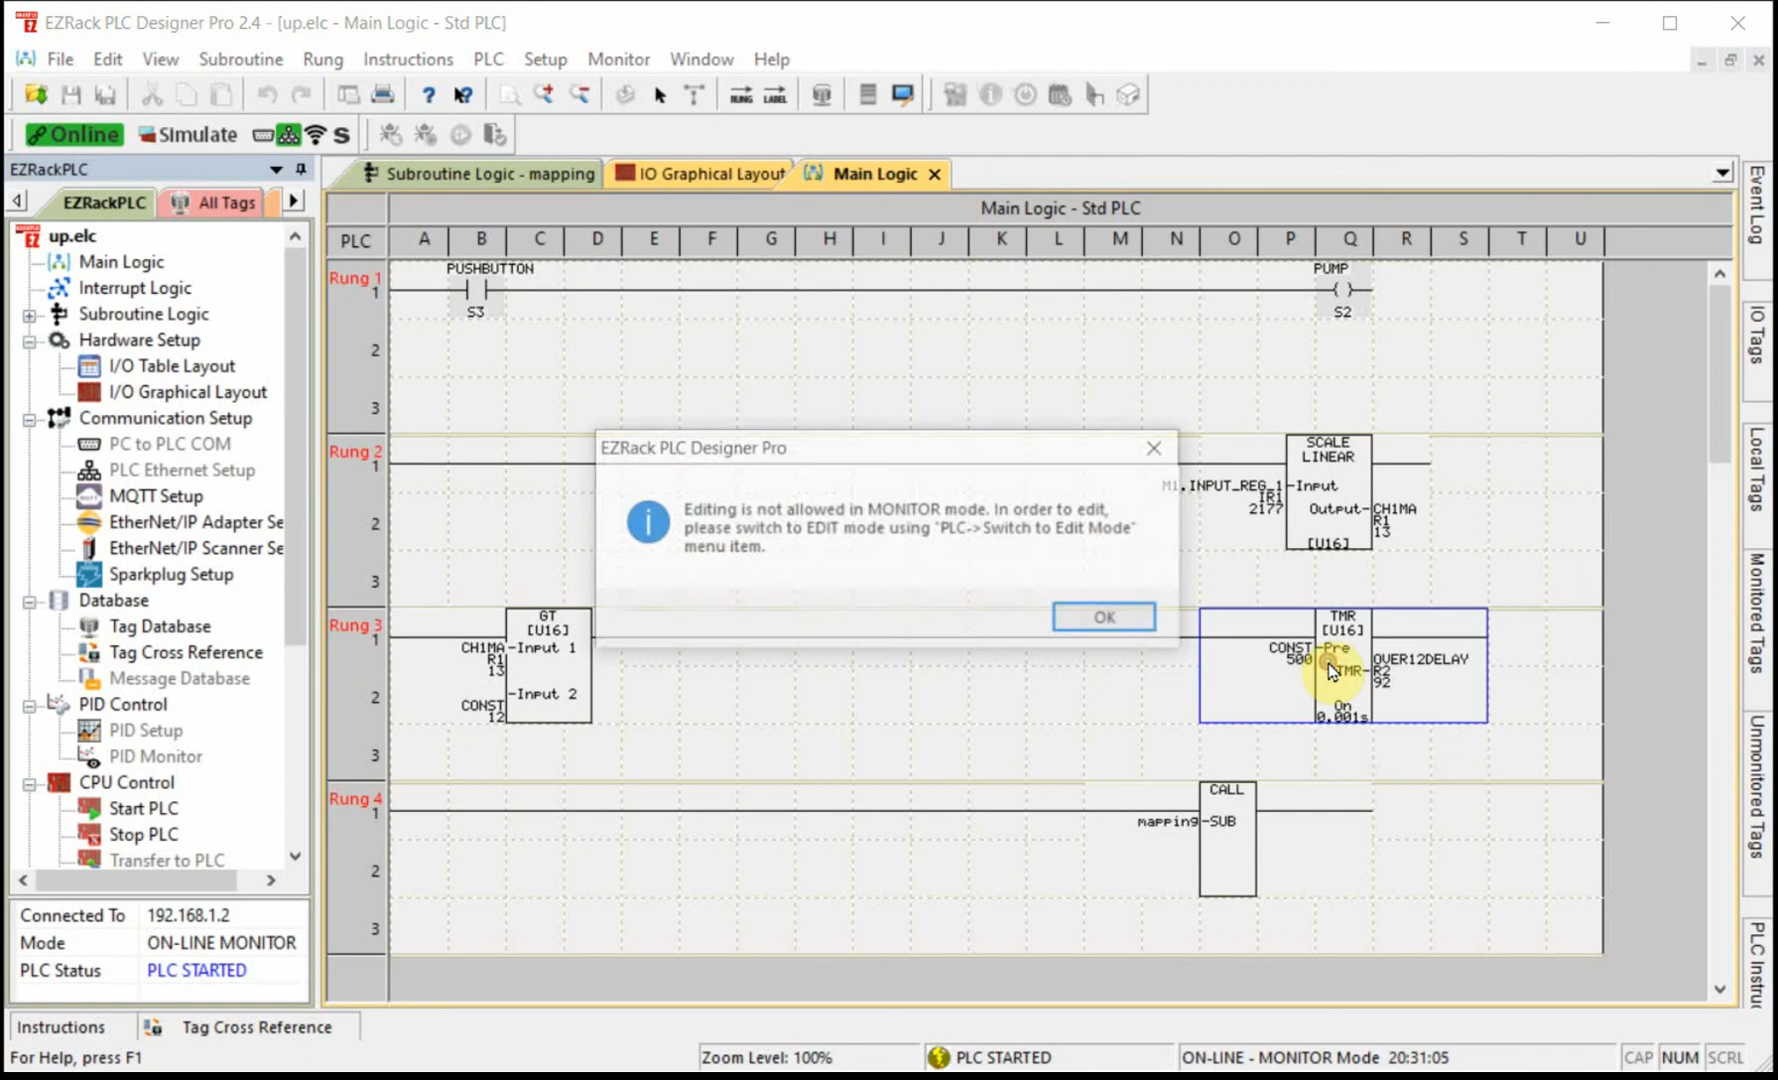 EZRack PLC Designer Pro 2.4 - [up.elc - Main Logic - Std PLC]
File Edit View Subroutine Rung Instructions PLC Setup Monitor Window Help
RUNG LABEL
Online Simulate S
EZRackPLC
EZRackPLC All Tags
up.elc
Main Logic
Interrupt Logic
Subroutine Logic
Hardware Setup
I/O Table Layout
I/O Graphical Layout
Communication Setup
PC to PLC COM
PLC Ethernet Setup
MQTT Setup
EtherNet/IP Adapter Se
EtherNet/IP Scanner Se
Sparkplug Setup
Database
Tag Database
Tag Cross Reference
Message Database
PID Control
PID Setup
PID Monitor
CPU Control
Start PLC
Stop PLC
Transfer to PLC
Connected To 192.168.1.2
Mode ON-LINE MONITOR
PLC Status PLC STARTED
Subroutine Logic - mapping IO Graphical Layout Main Logic
Main Logic - Std PLC
PLC A B C D E F G H I J K L M N O P Q R S T U
Rung 1
1
2
3
PUSHBUTTON
S3
PUMP
S2
Rung 2
1
2
3
SCALE
LINEAR
M1.INPUT_REG_1 Input
IR1
2177
Output CH1MA
R1
13
[U16]
EZRack PLC Designer Pro
Editing is not allowed in MONITOR mode. In order to edit,
please switch to EDIT mode using "PLC->Switch to Edit Mode"
menu item.
OK
Rung 3
1
2
3
GT
[U16]
CH1MA Input 1
R1
13
Input 2
CONST
12
TMR
[U16]
CONST Pre
500
TMR OVER12DELAY
R2
92
On
0.001s
Rung 4
1
2
3
CALL
mapping SUB
Event Log
IO Tags
Local Tags
Monitored Tags
Unmonitored Tags
PLC Instru
Instructions Tag Cross Reference
For Help, press F1 Zoom Level: 100% PLC STARTED ON-LINE - MONITOR Mode 20:31:05 CAP NUM SCRL